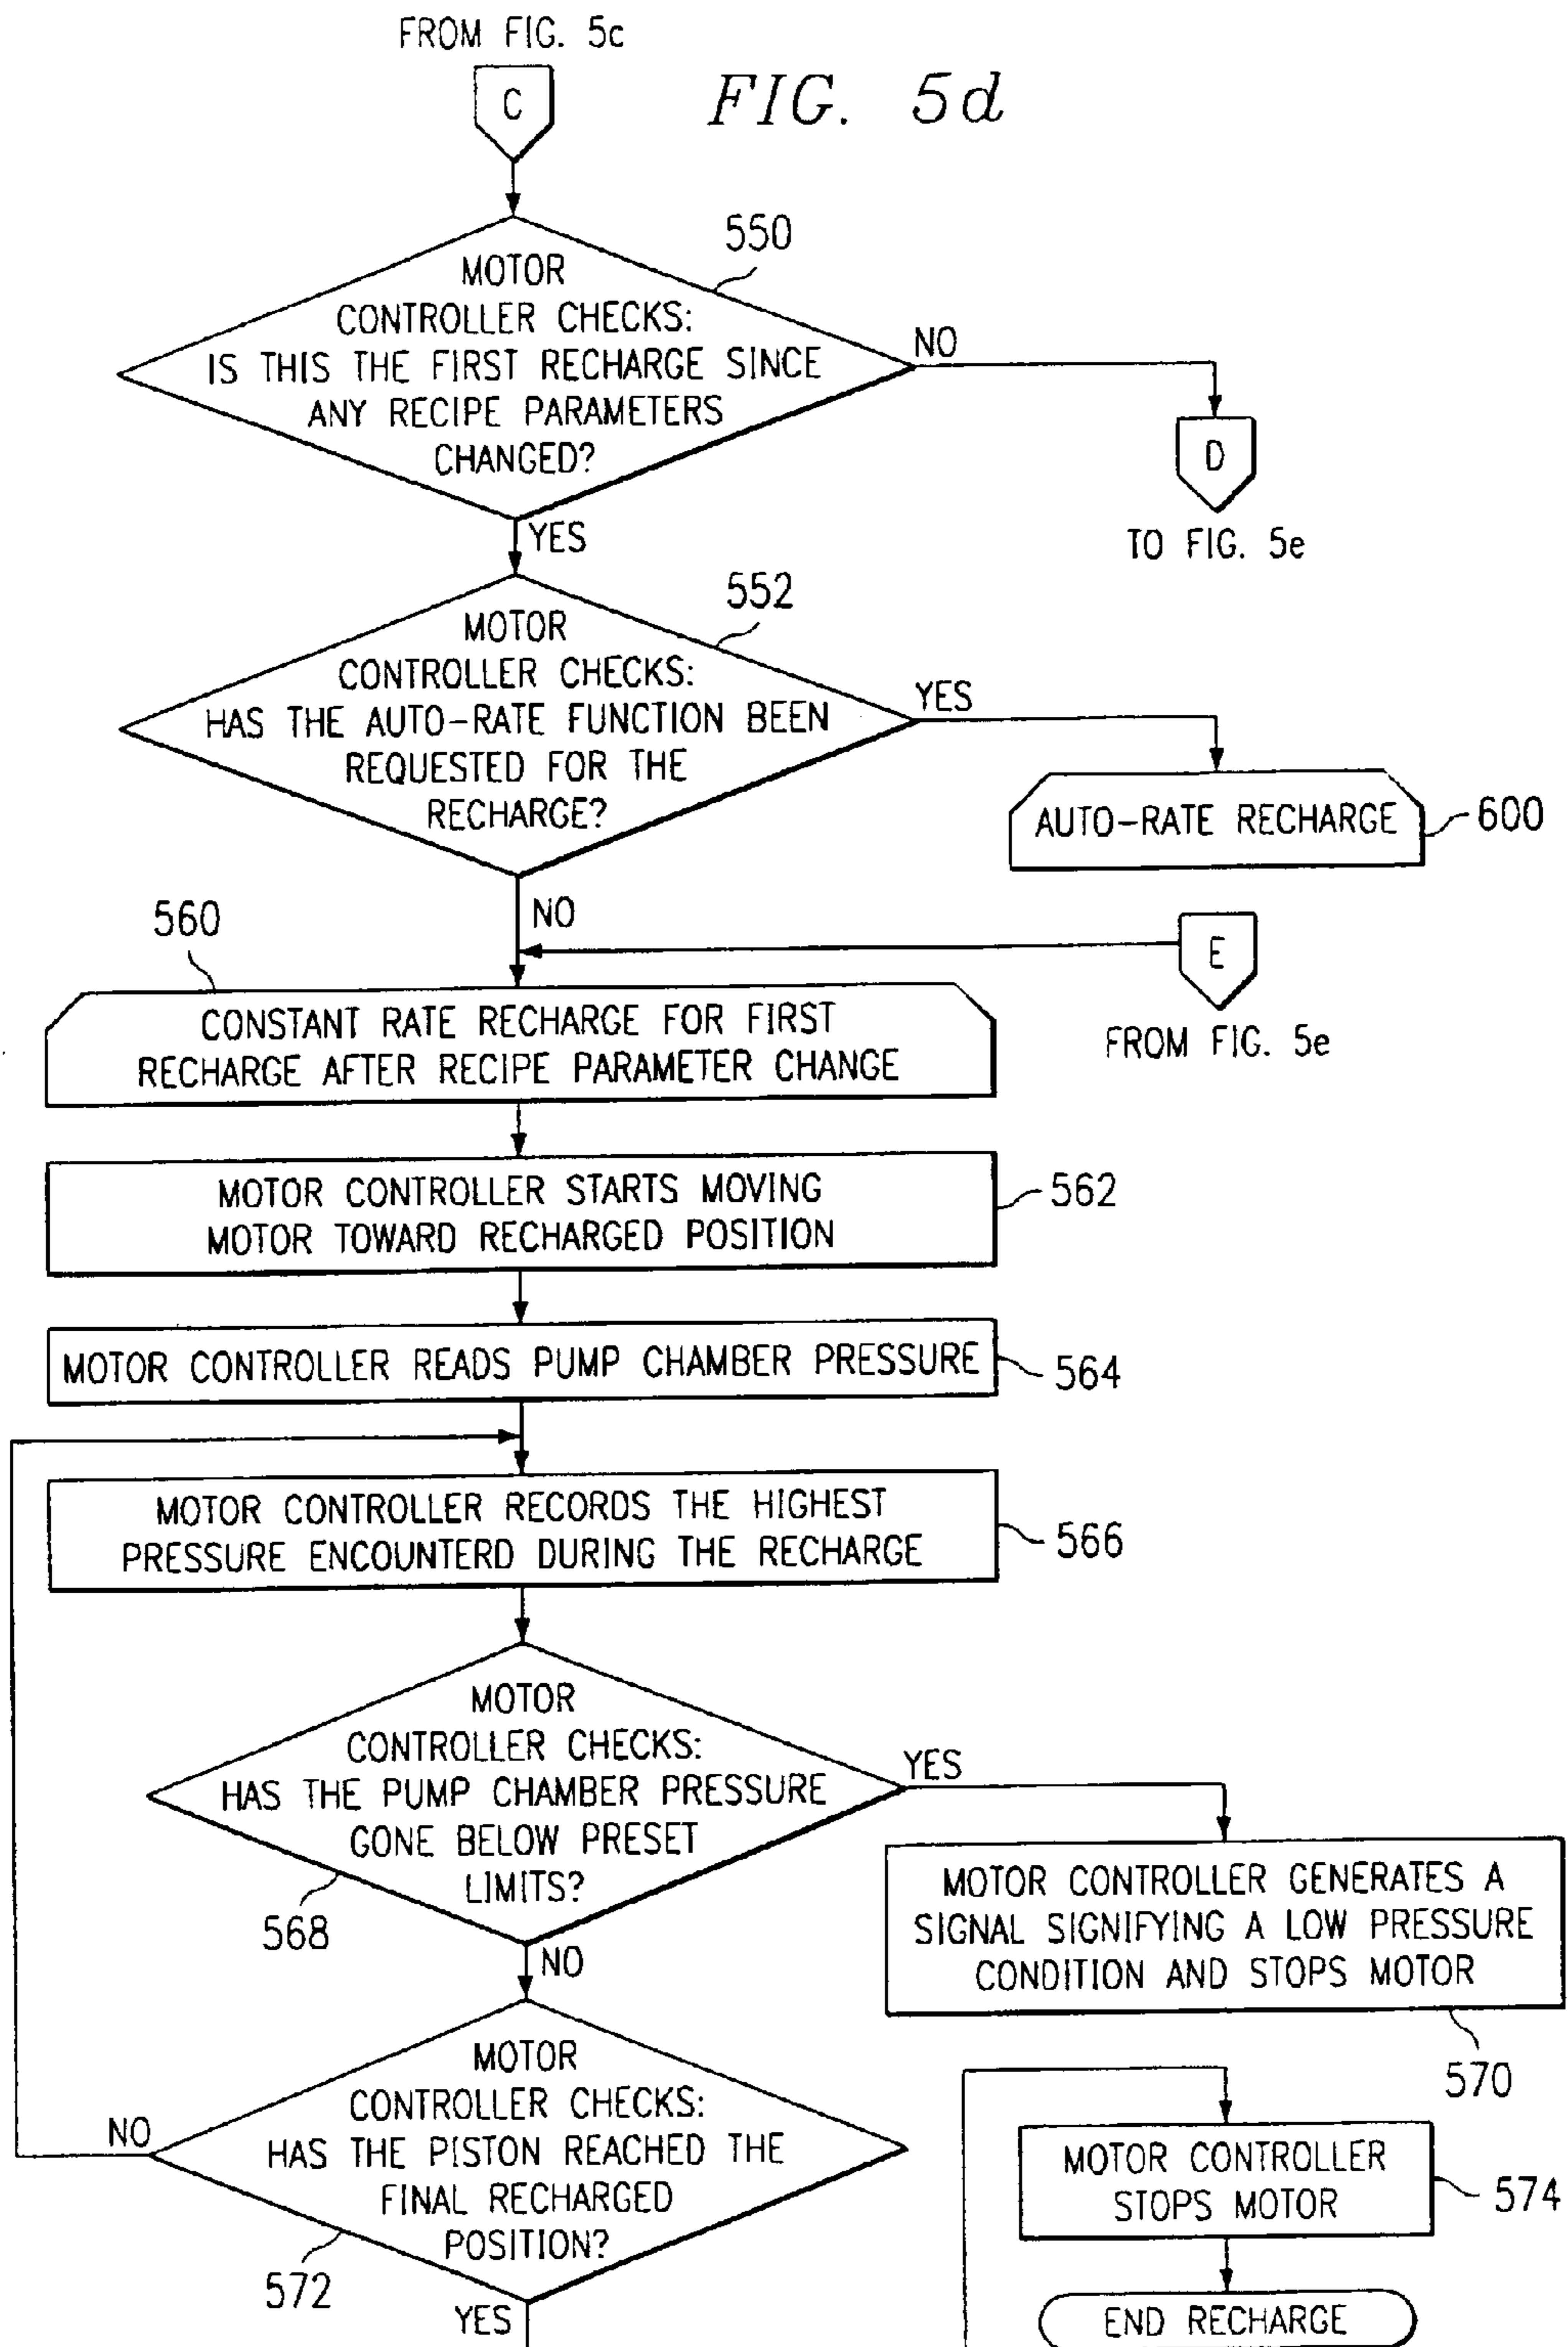 FROM FIG. 5c
C
FIG. 5d
550
MOTOR
CONTROLLER CHECKS:
IS THIS THE FIRST RECHARGE SINCE
ANY RECIPE PARAMETERS
CHANGED?
NO
D
TO FIG. 5e
YES
552
MOTOR
CONTROLLER CHECKS:
HAS THE AUTO-RATE FUNCTION BEEN
REQUESTED FOR THE
RECHARGE?
YES
AUTO-RATE RECHARGE
600
NO
E
FROM FIG. 5e
560
CONSTANT RATE RECHARGE FOR FIRST
RECHARGE AFTER RECIPE PARAMETER CHANGE
MOTOR CONTROLLER STARTS MOVING
MOTOR TOWARD RECHARGED POSITION
562
MOTOR CONTROLLER READS PUMP CHAMBER PRESSURE
564
MOTOR CONTROLLER RECORDS THE HIGHEST
PRESSURE ENCOUNTERD DURING THE RECHARGE
566
MOTOR
CONTROLLER CHECKS:
HAS THE PUMP CHAMBER PRESSURE
GONE BELOW PRESET
LIMITS?
568
YES
MOTOR CONTROLLER GENERATES A
SIGNAL SIGNIFYING A LOW PRESSURE
CONDITION AND STOPS MOTOR
570
NO
MOTOR
CONTROLLER CHECKS:
HAS THE PISTON REACHED THE
FINAL RECHARGED
POSITION?
572
NO
YES
MOTOR CONTROLLER
STOPS MOTOR
574
END RECHARGE